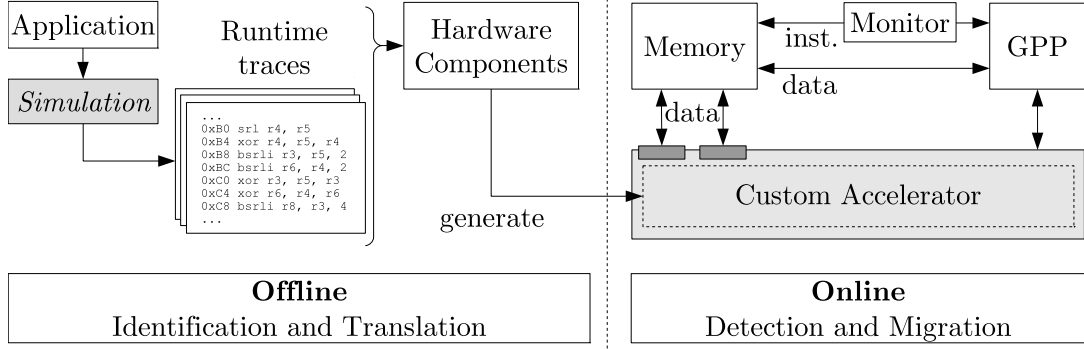 Application
Simulation
Runtime
traces
...
0xB0 srl r4, r5
0xB4 xor r4, r5, r4
0xB8 bsrli r3, r5, 2
0xBC bsrli r6, r4, 2
0xC0 xor r3, r5, r3
0xC4 xor r6, r4, r6
0xC8 bsrli r8, r3, 4
...
Hardware
Components
generate
Offline
Identification and Translation
Memory
inst.
Monitor
GPP
data
data
Custom Accelerator
Online
Detection and Migration